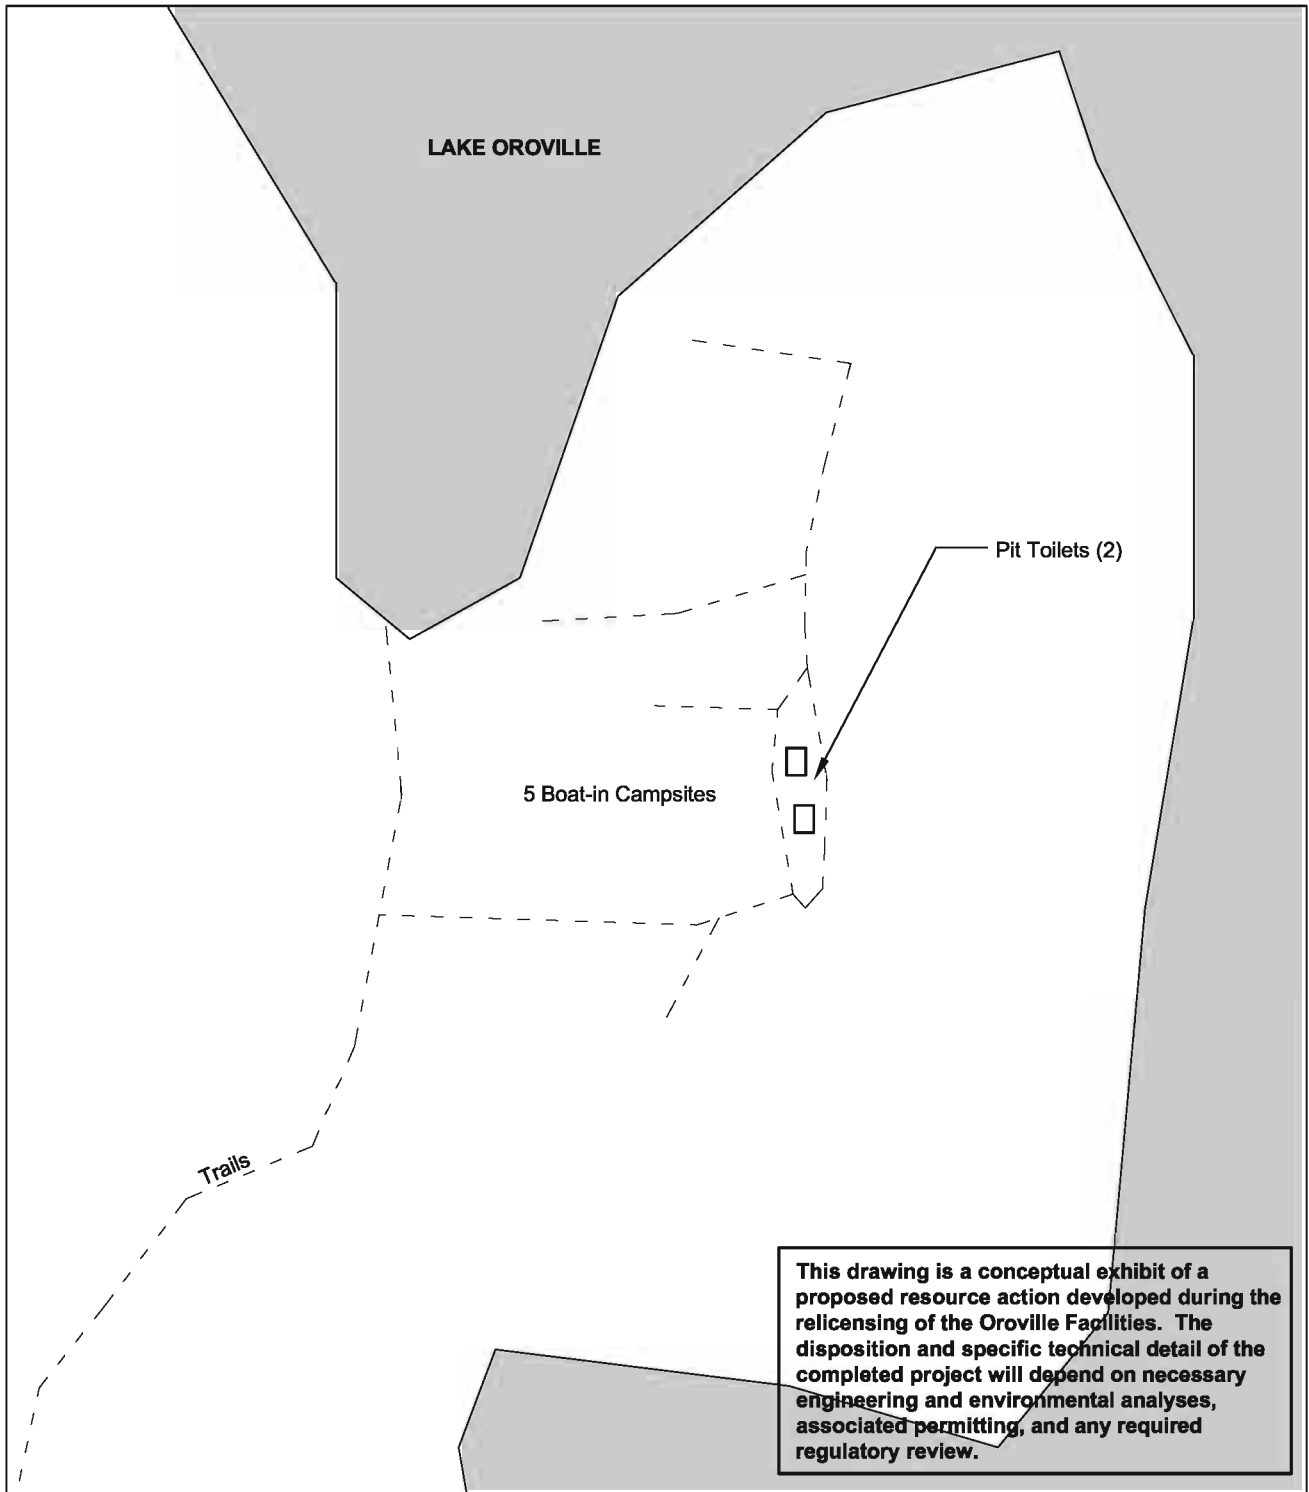 LAKE OROVILLE
Pit Toilets (2)
5 Boat-in Campsites
Trails
This drawing is a conceptual exhibit of a
proposed resource action developed during the
relicensing of the Oroville Facilities. The
disposition and specific technical detail of the
completed project will depend on necessary
engineering and environmental analyses,
associated permitting, and any required
regulatory review.